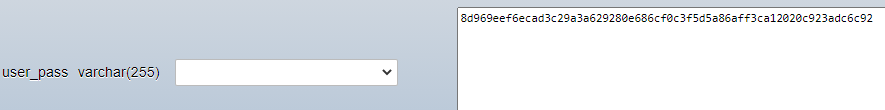 8d969eef6ecad3c29a3a629280e686cf0c3f5d5a86aff3ca12020c923adc6c92
user_pass varchar(255)